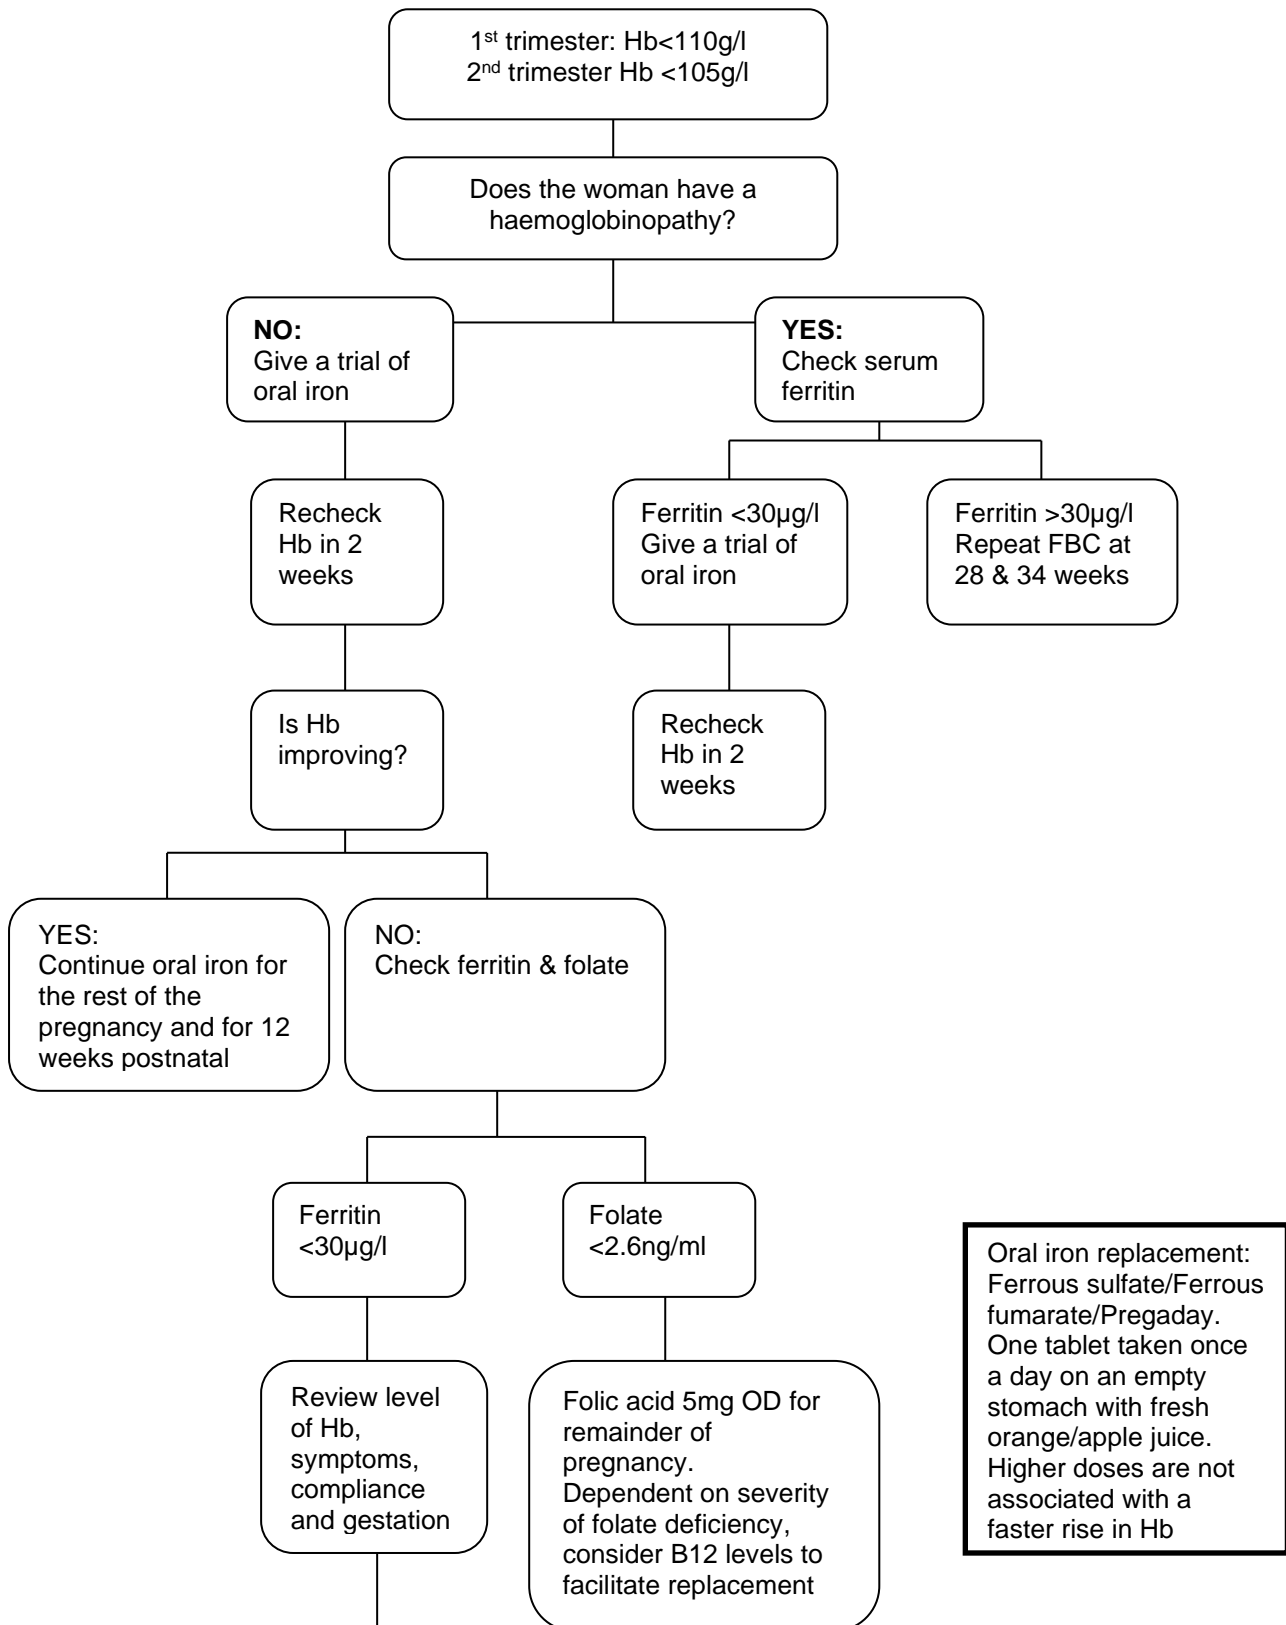 1st trimester: Hb<110g/l
2nd trimester Hb <105g/l
Does the woman have a
haemoglobinopathy?
NO:
Give a trial of
oral iron
YES:
Check serum
ferritin
Recheck
Hb in 2
weeks
Ferritin <30µg/l
Give a trial of
oral iron
Ferritin >30µg/l
Repeat FBC at
28 & 34 weeks
Is Hb
improving?
Recheck
Hb in 2
weeks
YES:
Continue oral iron for
the rest of the
pregnancy and for 12
weeks postnatal
NO:
Check ferritin & folate
Ferritin
<30µg/l
Folate
<2.6ng/ml
Review level
of Hb,
symptoms,
compliance
and gestation
Folic acid 5mg OD for
remainder of
pregnancy.
Dependent on severity
of folate deficiency,
consider B12 levels to
facilitate replacement
Oral iron replacement:
Ferrous sulfate/Ferrous
fumarate/Pregaday.
One tablet taken once
a day on an empty
stomach with fresh
orange/apple juice.
Higher doses are not
associated with a
faster rise in Hb